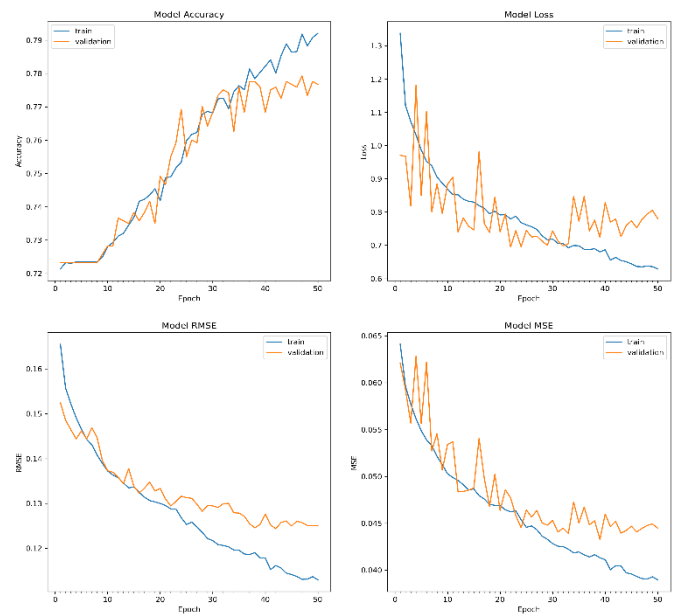 Model Accuracy
train
validation
0.79
0.78
0.77
0.76
0.75
0.74
0.73
0.72
Accuracy
0 10 20 30 40 50
Epoch
Model Loss
train
validation
1.3
1.2
1.1
1.0
0.9
0.8
0.7
0.6
Loss
0 10 20 30 40 50
Epoch
Model RMSE
train
validation
0.16
0.15
0.14
0.13
0.12
RMSE
0 10 20 30 40 50
Epoch
Model MSE
train
validation
0.065
0.060
0.055
0.050
0.045
0.040
MSE
0 10 20 30 40 50
Epoch